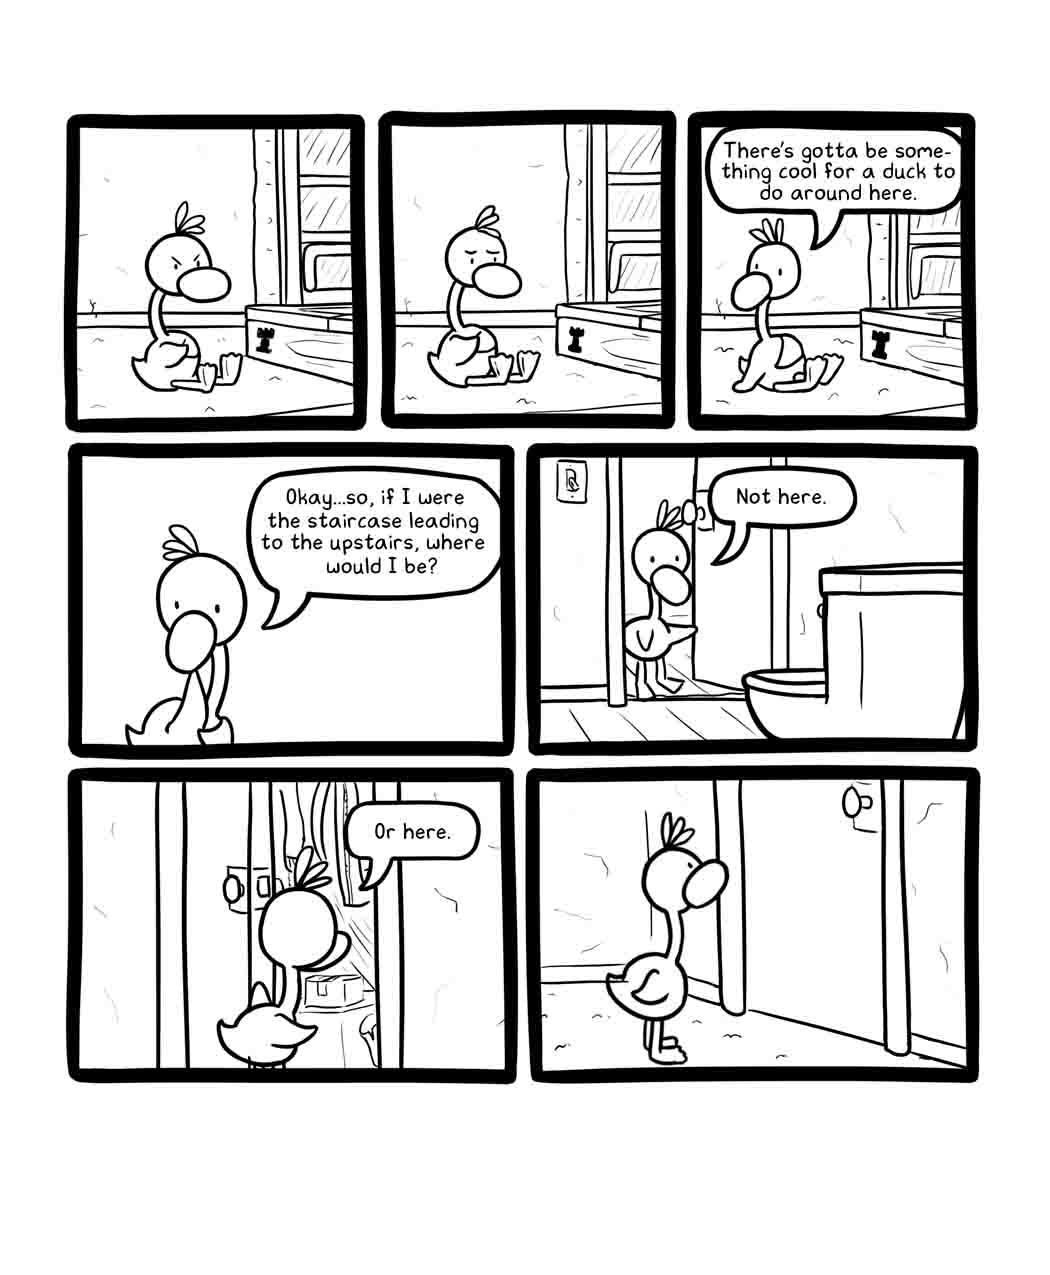 There's gotta be some-
thing cool for a duck to
do around here.
Okay...so, if I were
the staircase leading
to the upstairs, where
would I be?
Not here.
Or here.